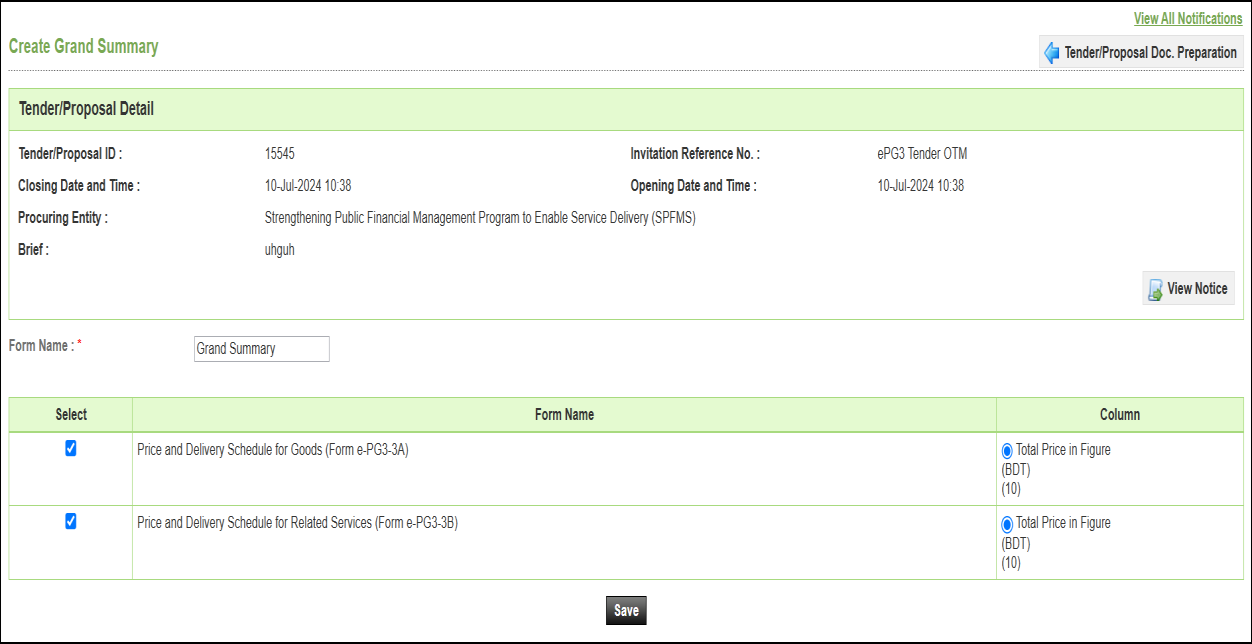 View All Notifications
Create Grand Summary
Tender/Proposal Doc. Preparation
Tender/Proposal Detail
Tender/Proposal ID : 15545 Invitation Reference No. : ePG3 Tender OTM
Closing Date and Time : 10-Jul-2024 10:38 Opening Date and Time : 10-Jul-2024 10:38
Procuring Entity : Strengthening Public Financial Management Program to Enable Service Delivery (SPFMS)
Brief : uhguh
View Notice
Form Name : * Grand Summary
Select Form Name Column
Price and Delivery Schedule for Goods (Form e-PG3-3A) Total Price in Figure
(BDT)
(10)
Price and Delivery Schedule for Related Services (Form e-PG3-3B) Total Price in Figure
(BDT)
(10)
Save